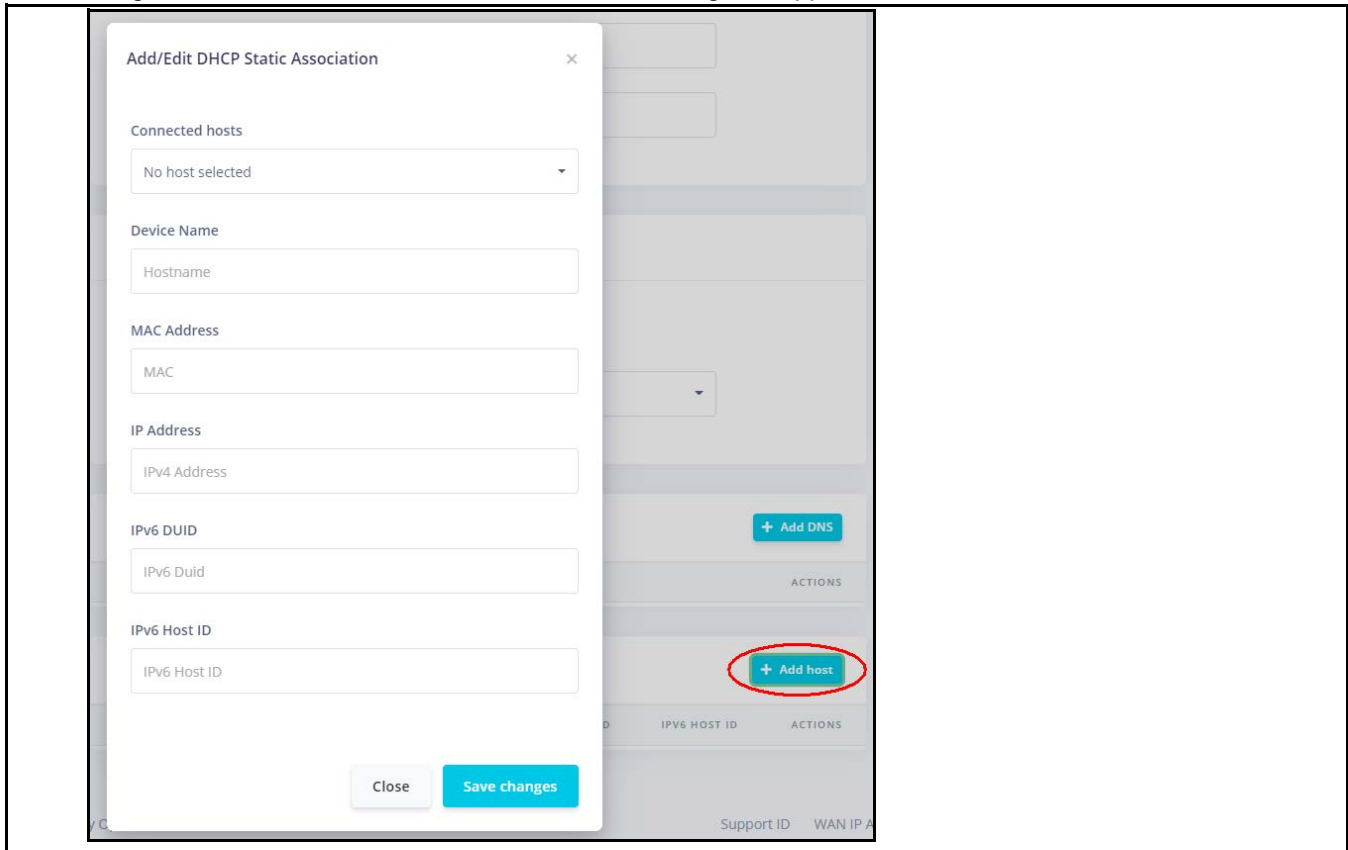 Add/Edit DHCP Static Association ×
Connected hosts
No host selected
Device Name
Hostname
MAC Address
MAC
IP Address
IPv4 Address
IPv6 DUID
+ Add DNS
IPv6 Duid
ACTIONS
IPv6 Host ID
IPv6 Host ID
+ Add host
D IPV6 HOST ID ACTIONS
Close Save changes
Support ID WAN IP A